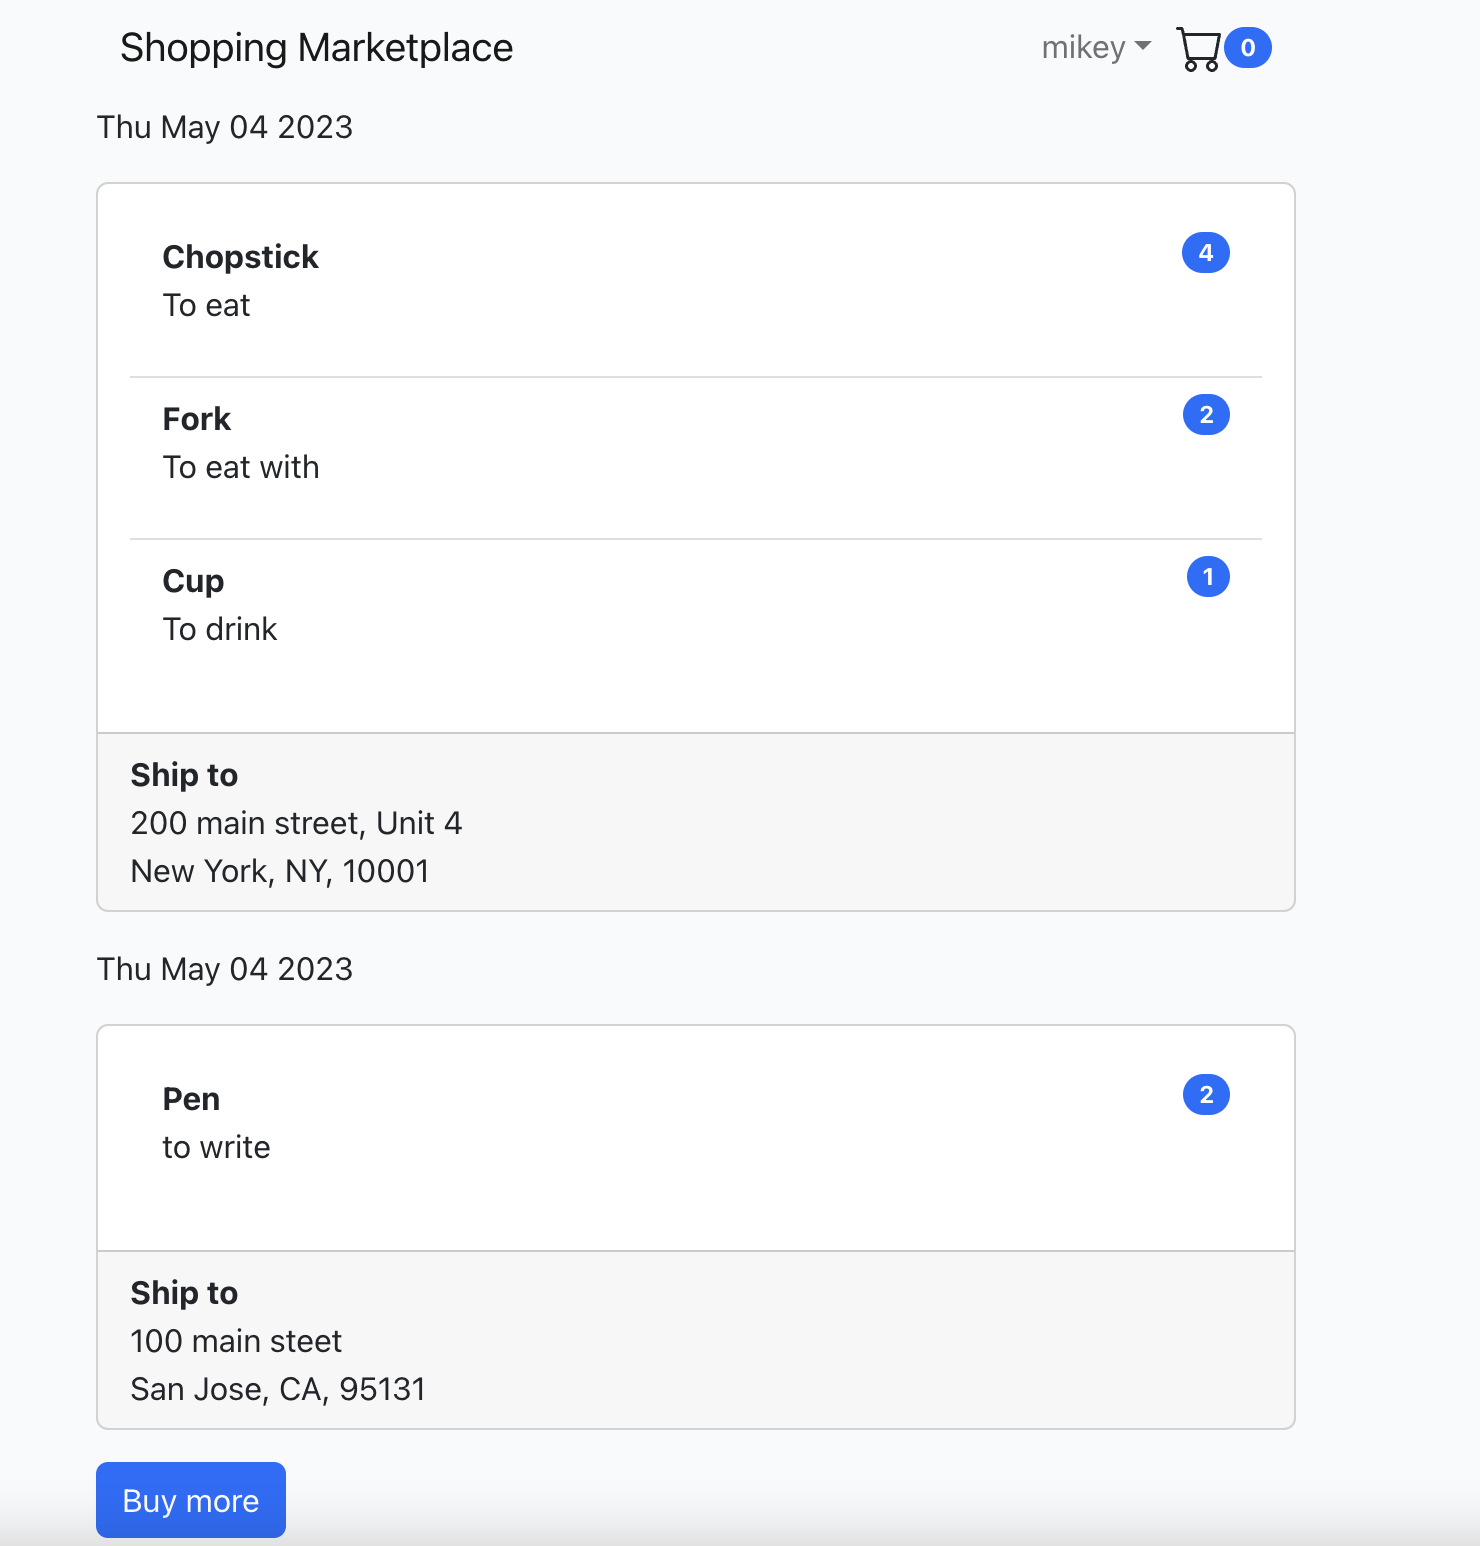 Shopping Marketplace
mikey
0
Thu May 04 2023
Chopstick
4
To eat
Fork
2
To eat with
Cup
1
To drink
Ship to
200 main street, Unit 4
New York, NY, 10001
Thu May 04 2023
Pen
2
to write
Ship to
100 main steet
San Jose, CA, 95131
Buy more